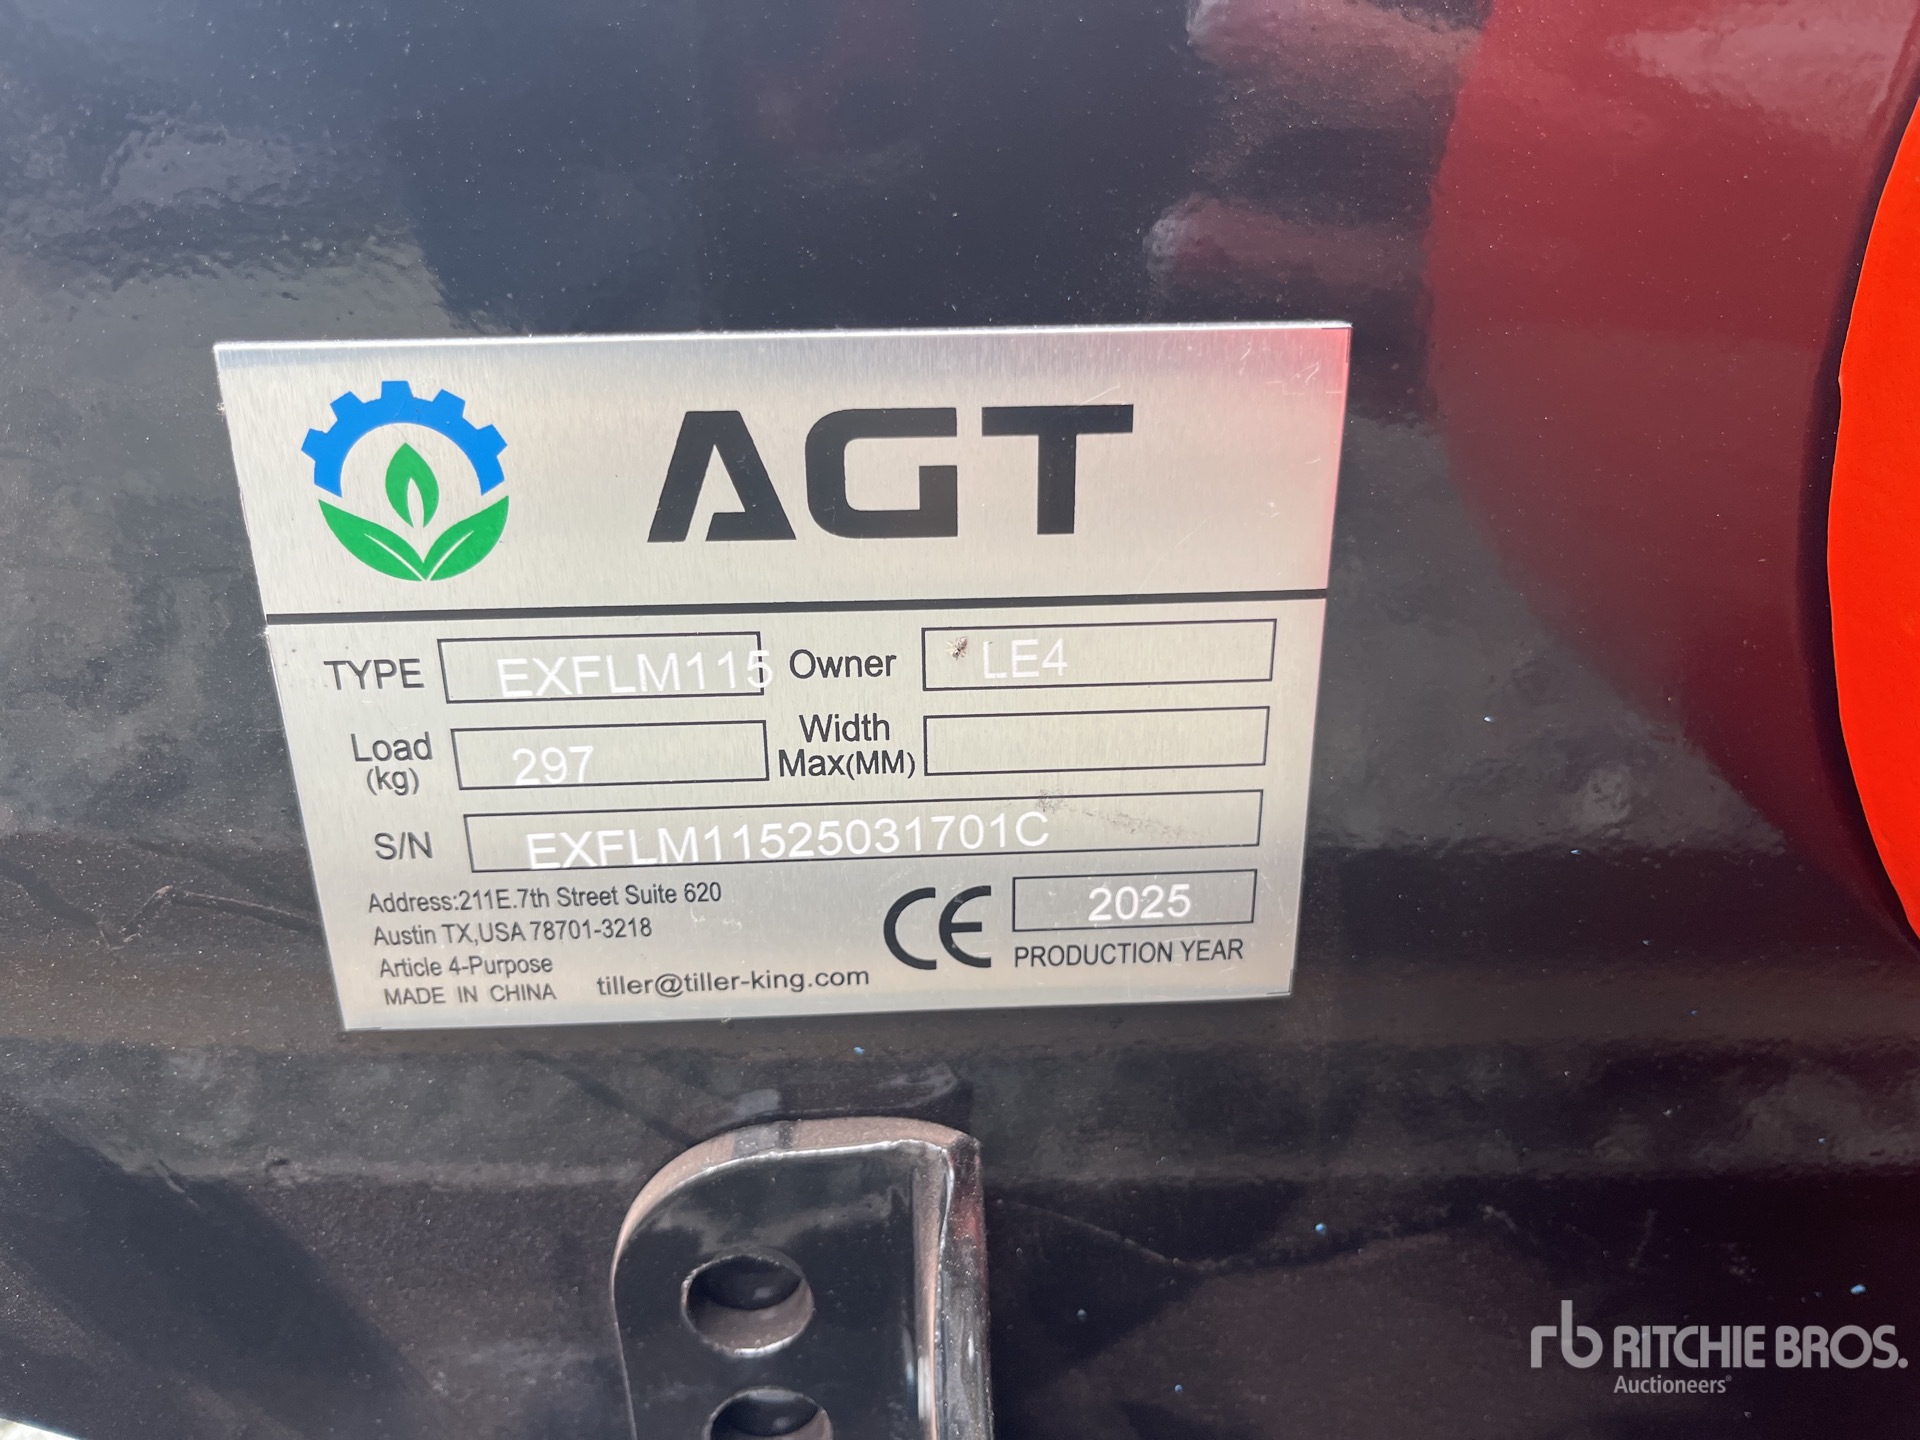 AGT
TYPE EXFLM115 Owner LE4
Load (kg) 297 Width Max(MM)
S/N EXFLM11525031701C
Address:211E.7th Street Suite 620
Austin TX,USA 78701-3218
Article 4-Purpose
MADE IN CHINA tiller@tiller-king.com
CE 2025
PRODUCTION YEAR
rb RITCHIE BROS.
Auctioneers®